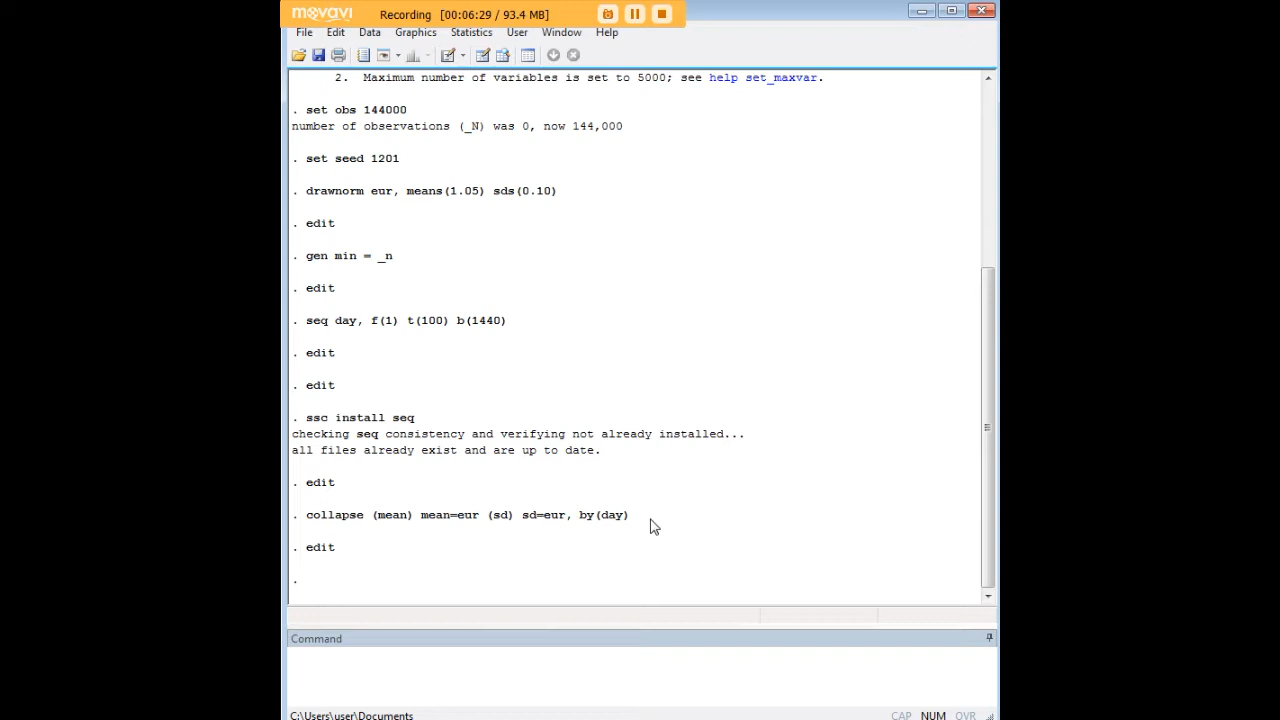 movavi Recording [00:06:29 / 93.4 MB]
File Edit Data Graphics Statistics User Window Help
2. Maximum number of variables is set to 5000; see help set_maxvar.
. set obs 144000
number of observations (_N) was 0, now 144,000
. set seed 1201
. drawnorm eur, means(1.05) sds(0.10)
. edit
. gen min = _n
. edit
. seq day, f(1) t(100) b(1440)
. edit
. edit
. ssc install seq
checking seq consistency and verifying not already installed...
all files already exist and are up to date.
. edit
. collapse (mean) mean=eur (sd) sd=eur, by(day)
. edit
.
Command
C:\Users\user\Documents CAP NUM OVR